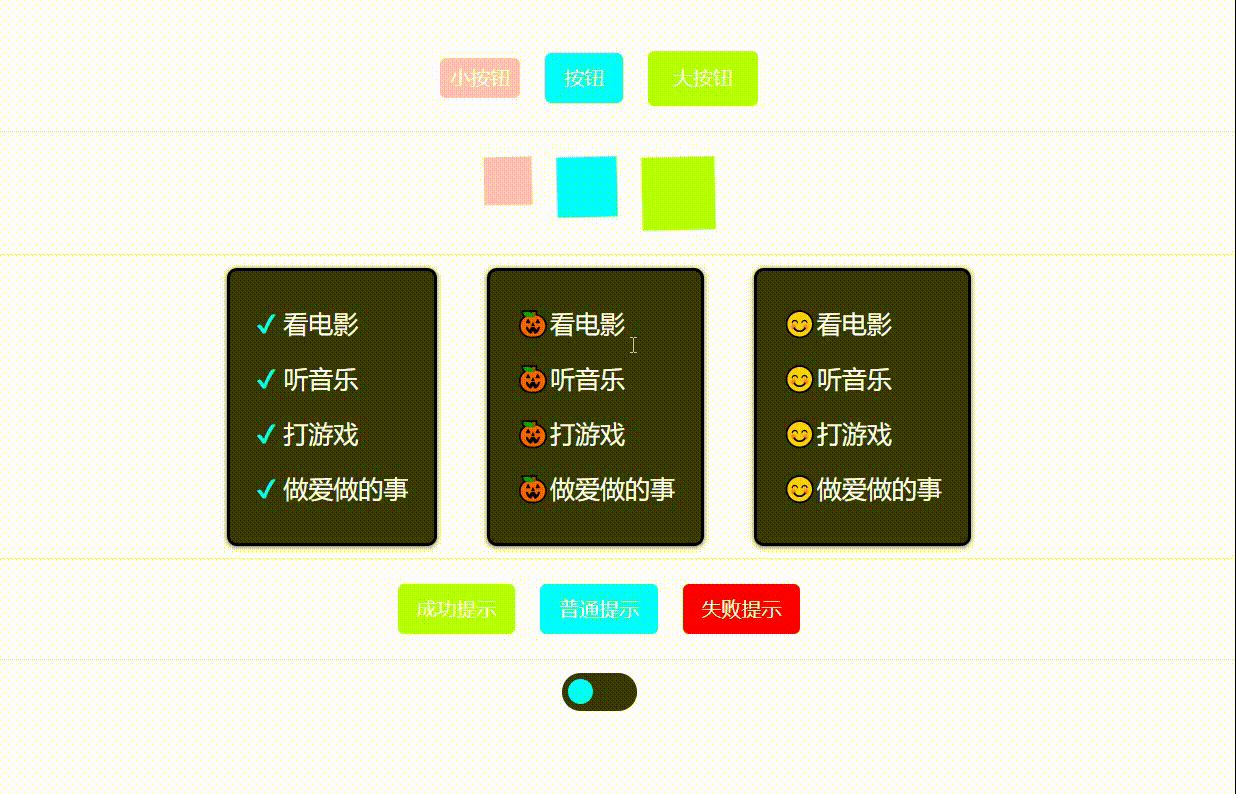 小按钮 按钮 大按钮
✓ 看电影
✓ 听音乐
✓ 打游戏
✓ 做爱做的事
🎃看电影
🎃听音乐
🎃打游戏
🎃做爱做的事
😊看电影
😊听音乐
😊打游戏
😊做爱做的事
成功提示 普通提示 失败提示